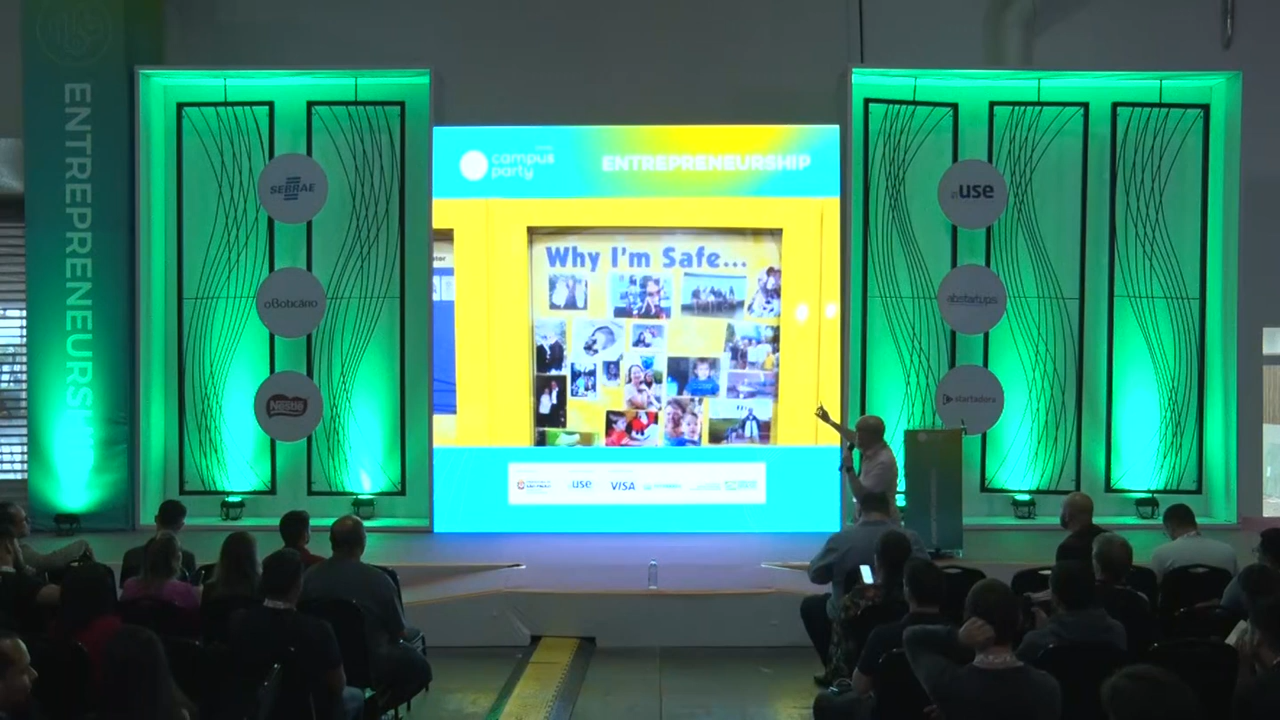 ENTREPRENEURSHIP
SEBRAE
oBoticário
Nestlé
campus
party
ENTREPRENEURSHIP
Why I'm Safe...
use
VISA
use
abstartups
startadora